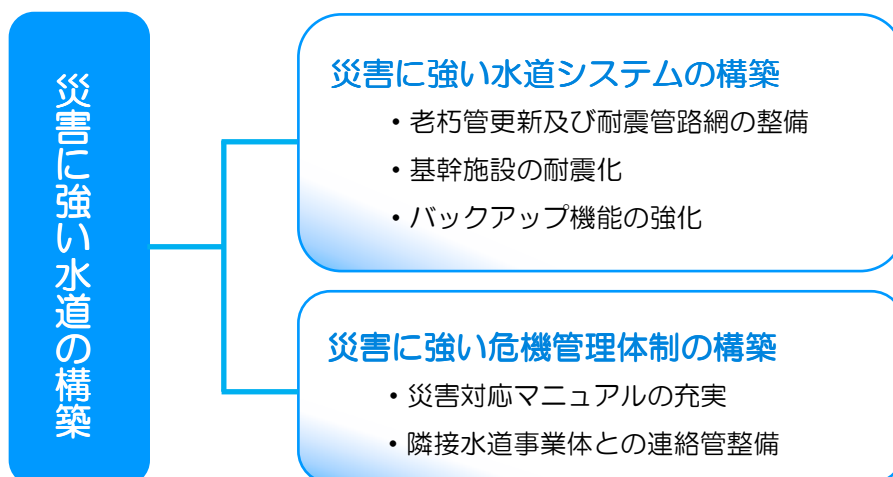 災害に強い水道の構築
災害に強い水道システムの構築
・老朽管更新及び耐震管路網の整備
・基幹施設の耐震化
・バックアップ機能の強化
災害に強い危機管理体制の構築
・災害対応マニュアルの充実
・隣接水道事業体との連絡管整備